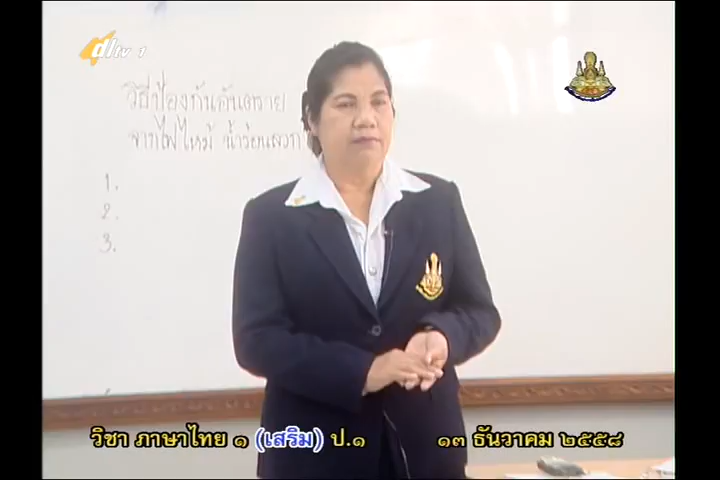 dltv 1
วิธีป้องกันอันตราย
จากไฟไหม้ น้ำร้อนลวก
1.
2.
3.
วิชา ภาษาไทย ๑ (เสริม) ป.๑ ๑๓ ธันวาคม ๒๕๕๘